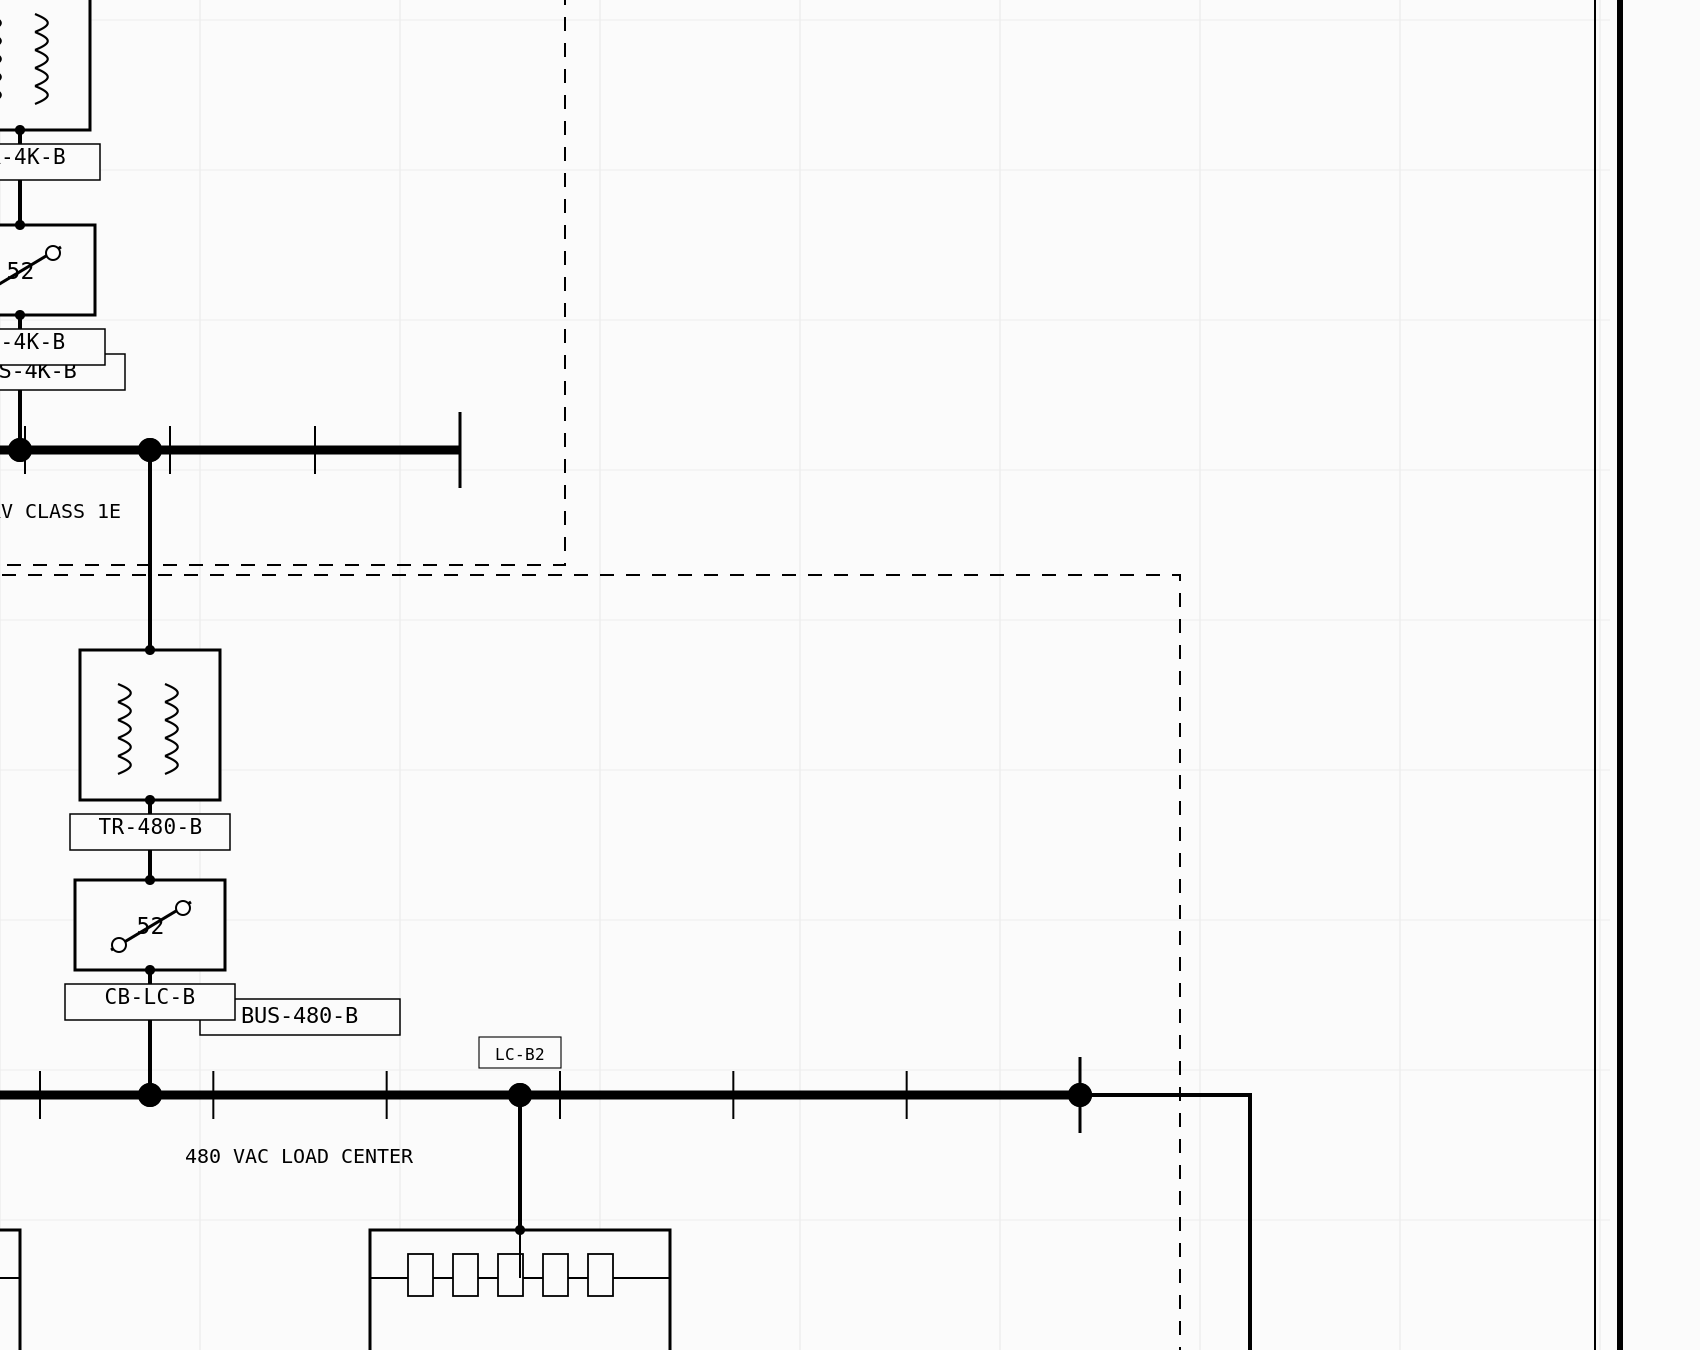 -4K-B
52
-4K-B
S-4K-B
V CLASS 1E
TR-480-B
52
CB-LC-B
BUS-480-B
LC-B2
480 VAC LOAD CENTER